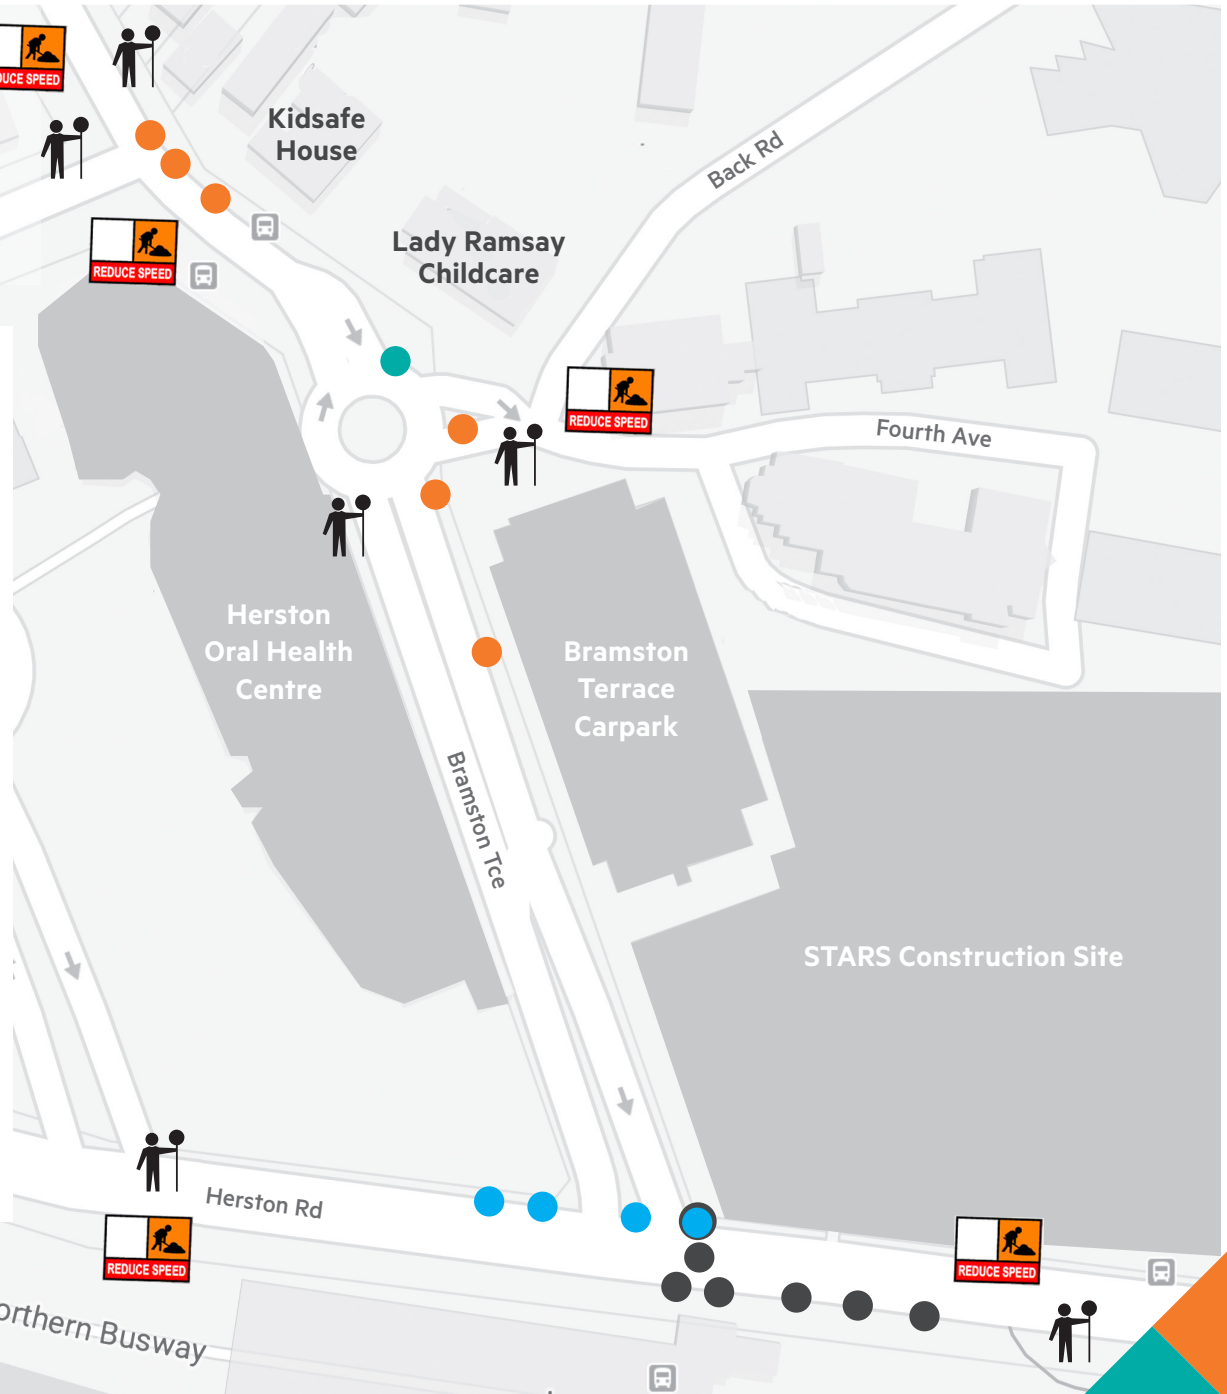 UCE SPEED
Kidsafe
House
Back Rd
REDUCE SPEED
Lady Ramsay
Childcare
REDUCE SPEED
Fourth Ave
Herston
Oral Health
Centre
Bramston
Terrace
Carpark
Bramston Tce
STARS Construction Site
Herston Rd
REDUCE SPEED
REDUCE SPEED
orthern Busway